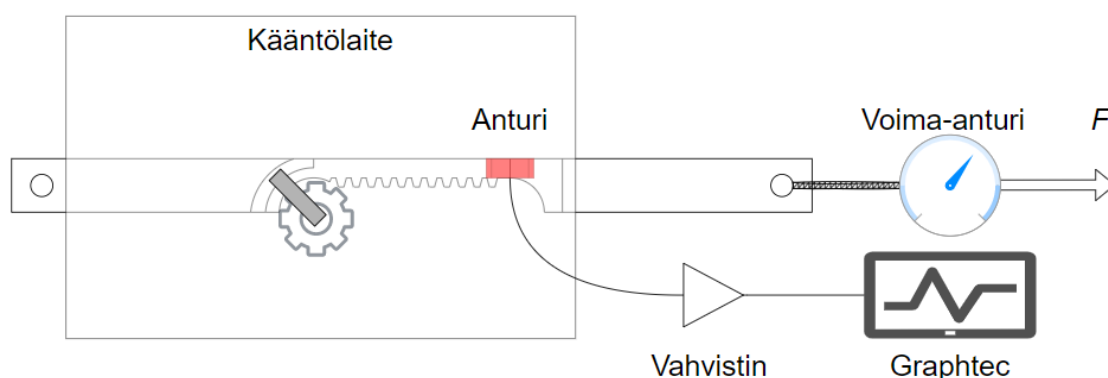 Kääntölaite
Anturi
Voima-anturi
F
Vahvistin
Graphtec